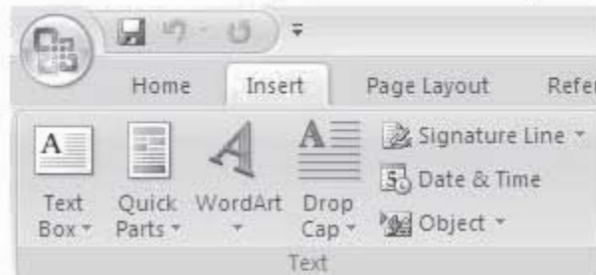 Home Insert Page Layout
Signature Line
Date & Time
Text Box Quick Parts WordArt Drop Cap
Object
Text